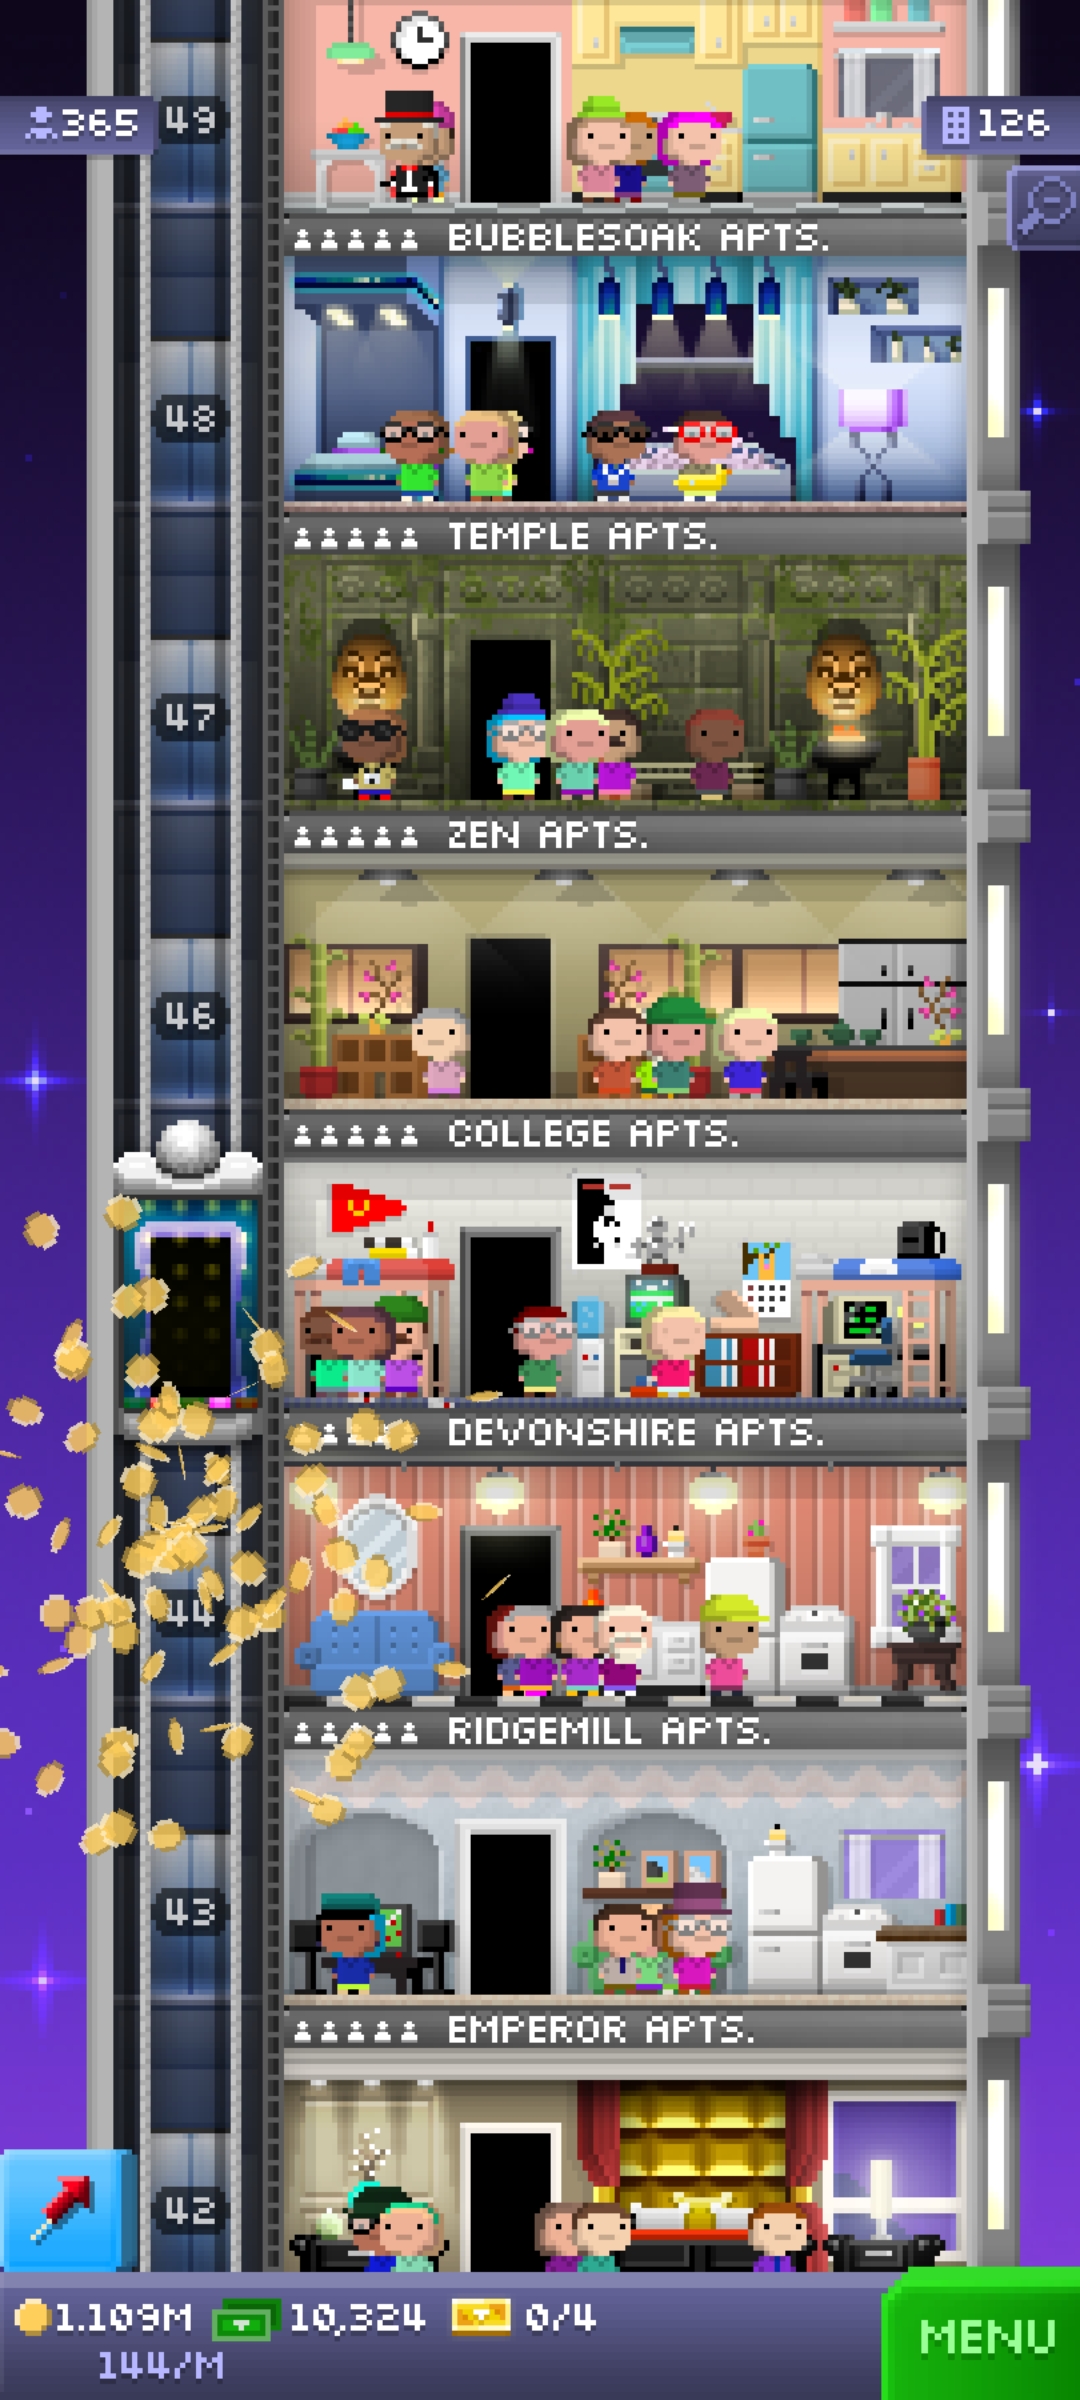 49
365
126
BUBBLESOAK APTS.
48
TEMPLE APTS.
47
ZEN APTS.
46
COLLEGE APTS.
DEVONSHIRE APTS.
44
RIDGEMILL APTS.
43
EMPEROR APTS.
42
1.109M
10,324
0/4
144/M
MENU